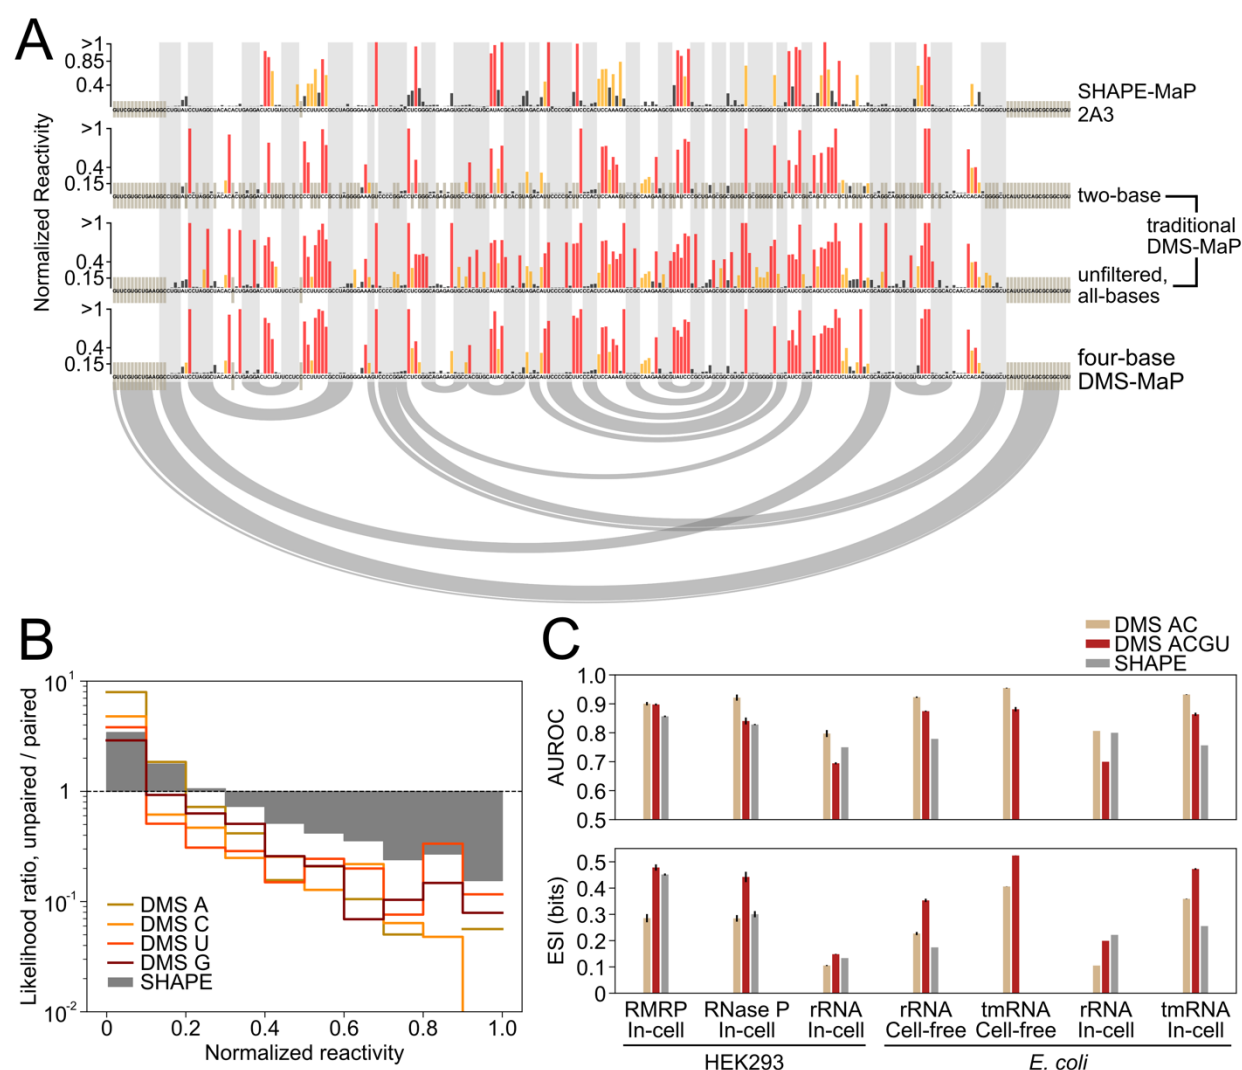 A
Normalized Reactivity
>1
0.85
0.4
SHAPE-MaP
2A3
>1
0.4
0.15
two-base
traditional
DMS-MaP
>1
0.4
0.15
unfiltered,
all-bases
>1
0.4
0.15
four-base
DMS-MaP
B
Likelihood ratio, unpaired / paired
10¹
1
10⁻¹
10⁻²
DMS A
DMS C
DMS U
DMS G
SHAPE
0 0.2 0.4 0.6 0.8 1.0
Normalized reactivity
C
DMS AC
DMS ACGU
SHAPE
AUROC
1.0
0.9
0.8
0.7
0.6
0.5
ESI (bits)
0.5
0.4
0.3
0.2
0.1
0
RMRP RNase P rRNA rRNA tmRNA rRNA tmRNA
In-cell In-cell In-cell Cell-free Cell-free In-cell In-cell
HEK293 E. coli